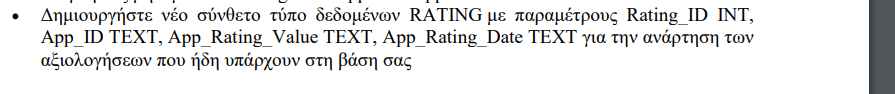 • Δημιουργήστε νέο σύνθετο τύπο δεδομένων RATING με παραμέτρους Rating_ID INT,
App_ID TEXT, App_Rating_Value TEXT, App_Rating_Date TEXT για την ανάρτηση των
αξιολογήσεων που ήδη υπάρχουν στη βάση σας